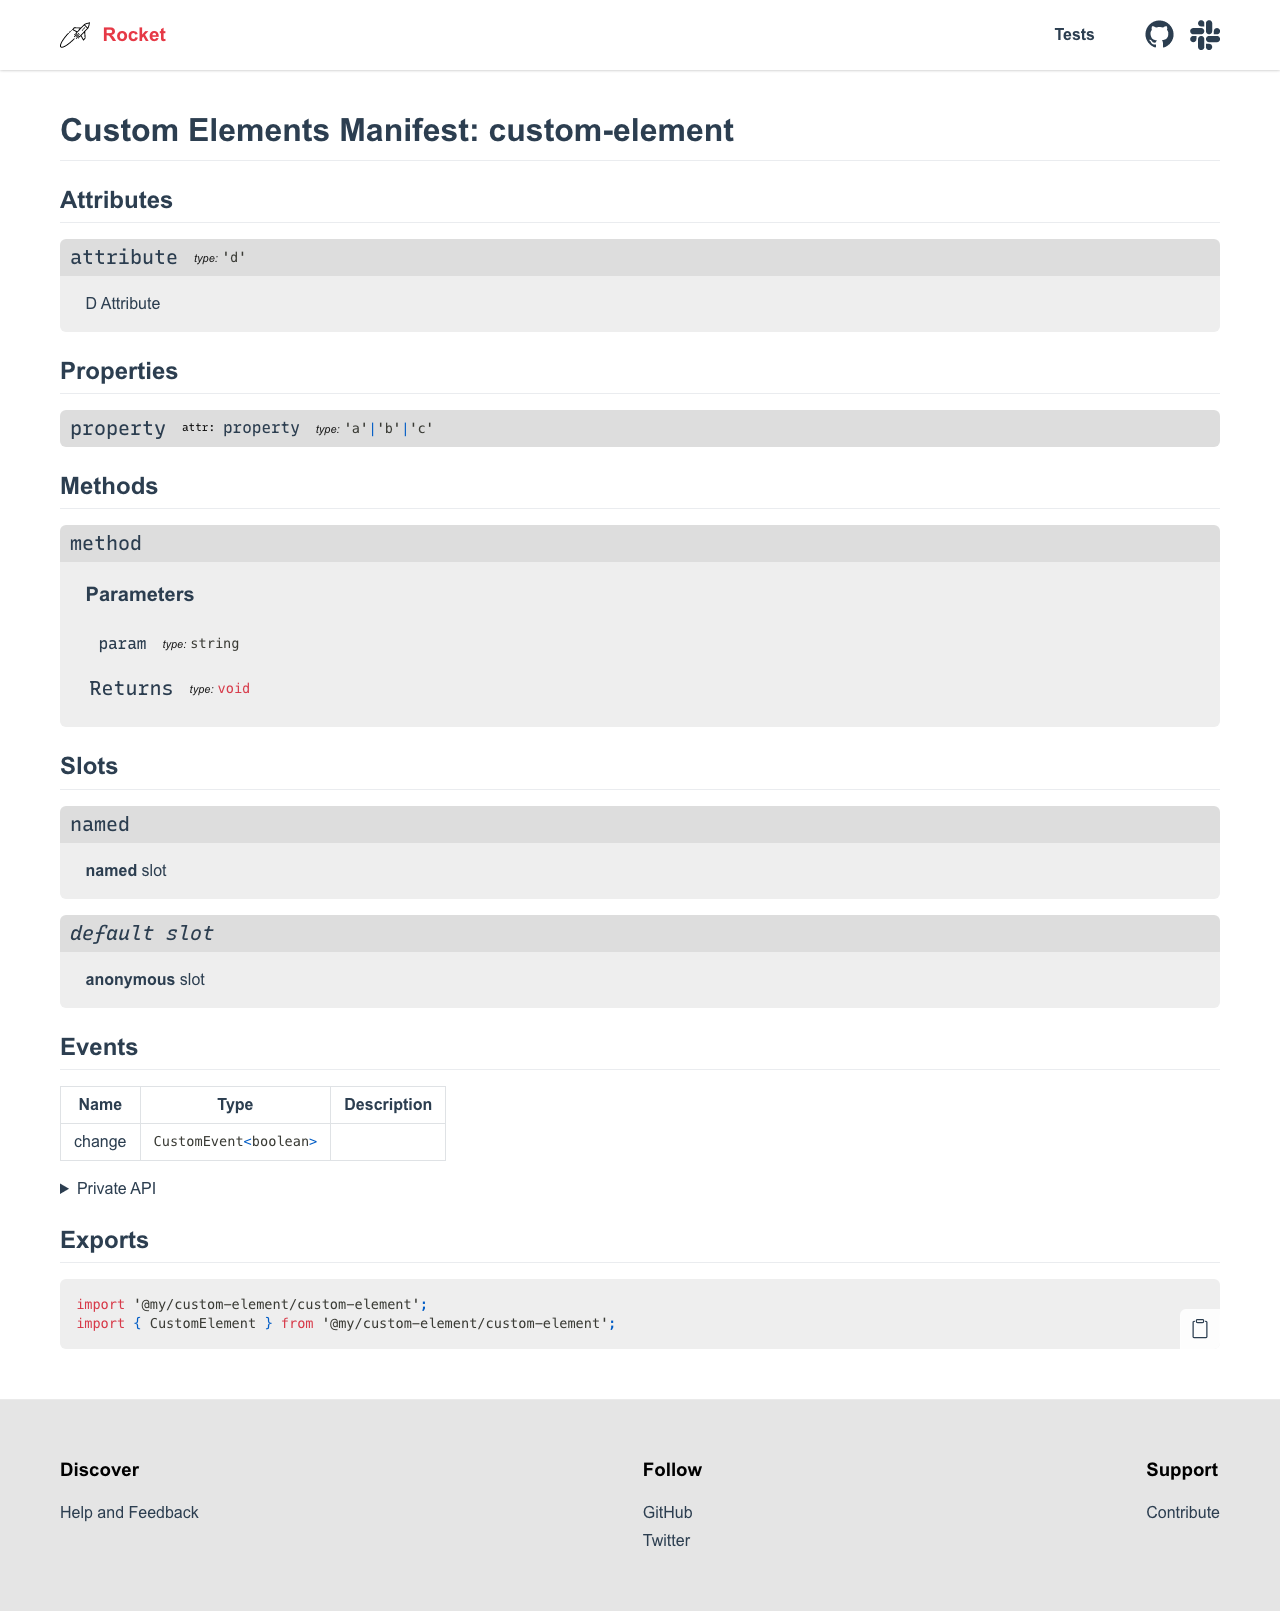 Rocket
Tests
Custom Elements Manifest: custom-element
Attributes
attribute type: 'd'
D Attribute
Properties
property attr: property type: 'a'|'b'|'c'
Methods
method
Parameters
param type: string
Returns type: void
Slots
named
named slot
default slot
anonymous slot
Events
Name Type Description
change CustomEvent<boolean>
Private API
Exports
import '@my/custom-element/custom-element';
import { CustomElement } from '@my/custom-element/custom-element';
Discover
Help and Feedback
Follow
GitHub
Twitter
Support
Contribute